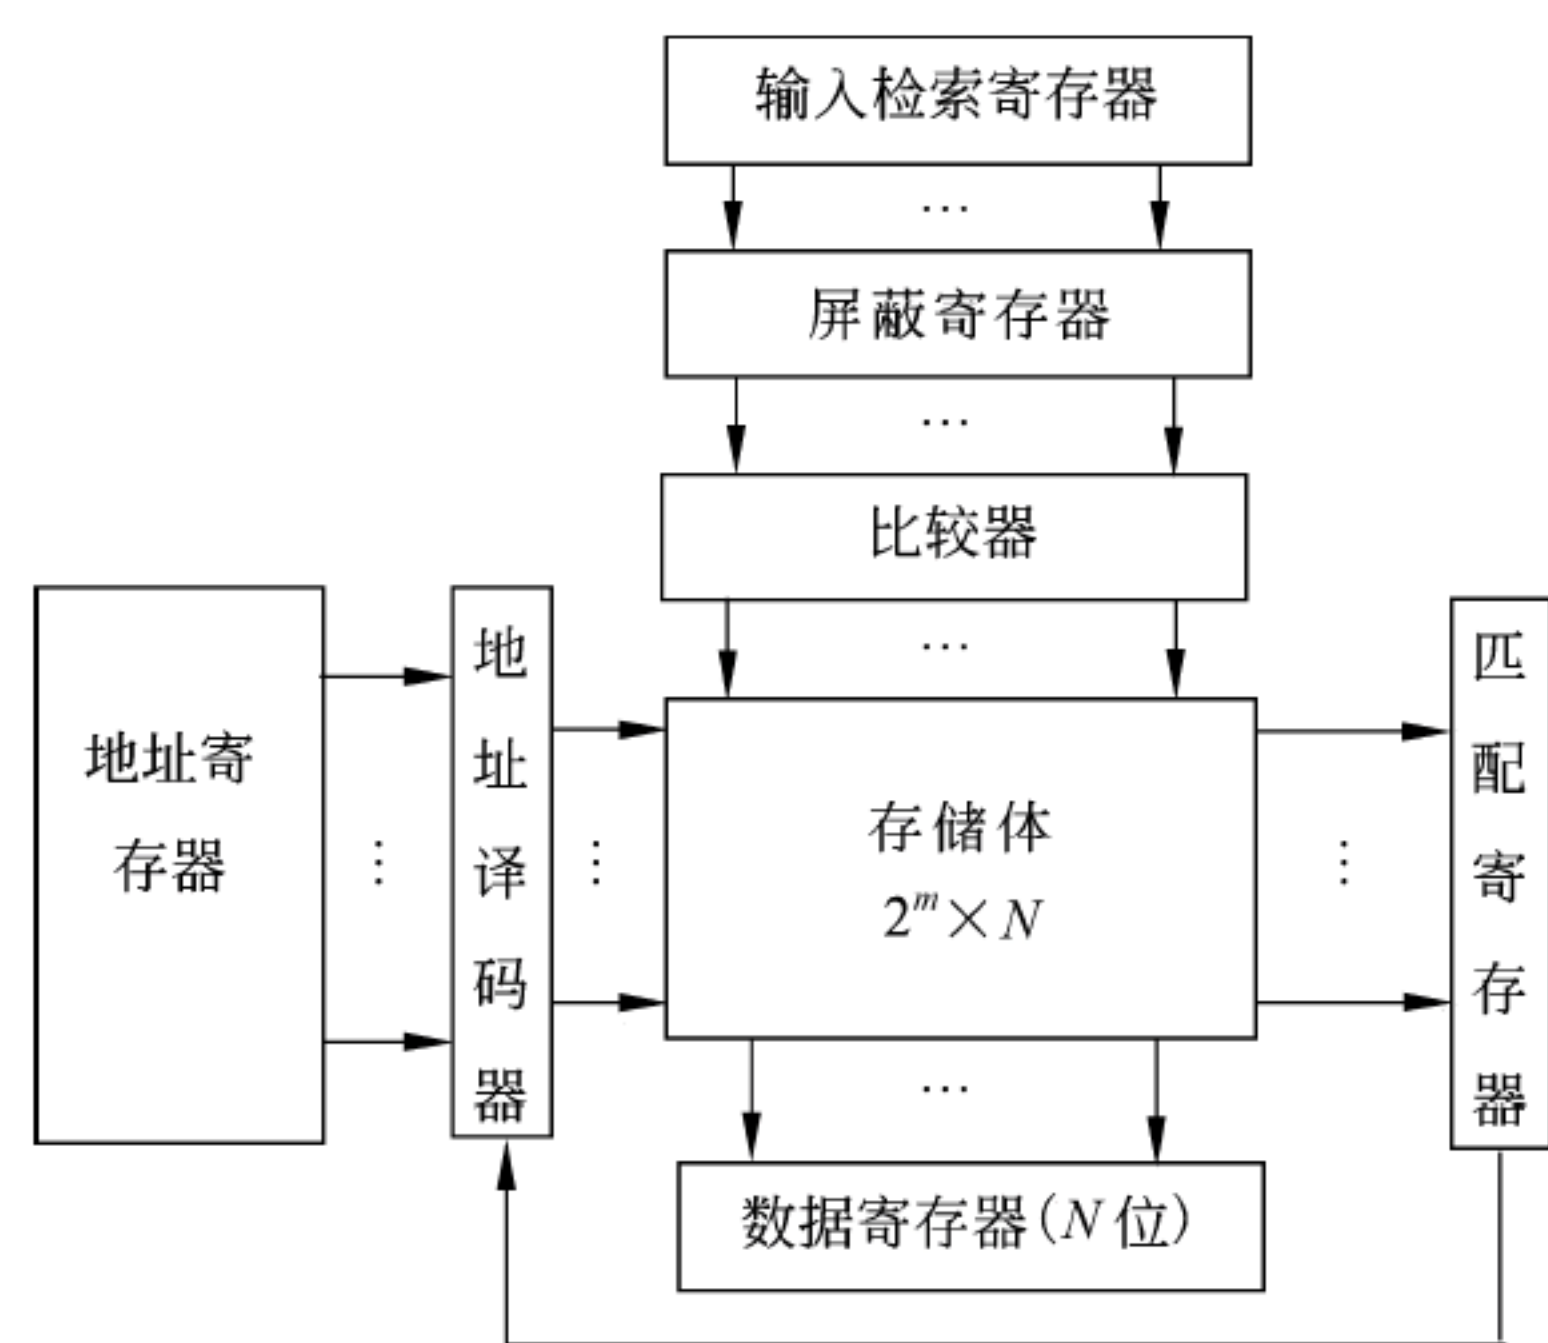 输入检索寄存器
…
屏蔽寄存器
…
比较器
…
地址寄
存器
⋮
地址译码器
⋮
存储体
2^m×N
⋮
匹配寄存器
…
数据寄存器(N位)